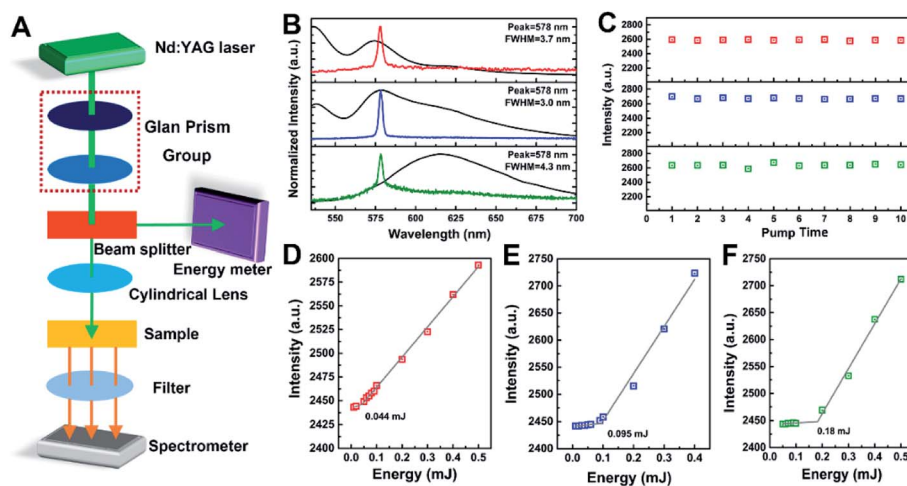 A
Nd:YAG laser
Glan Prism
Group
Beam splitter
Energy meter
Cylindrical Lens
Sample
Filter
Spectrometer
B
Normalized Intensity (a.u.)
Peak=578 nm
FWHM=3.7 nm
Peak=578 nm
FWHM=3.0 nm
Peak=578 nm
FWHM=4.3 nm
550 575 600 625 650 675 700
Wavelength (nm)
C
Intensity (a.u.)
2800
2600
2400
2200
2800
2600
2200
2800
2600
2400
2200
0 1 2 3 4 5 6 7 8 9 10
Pump Time
D
Intensity (a.u.)
2600
2575
2550
2525
2500
2475
2450
2425
2400
0.044 mJ
0.0 0.1 0.2 0.3 0.4 0.5
Energy (mJ)
E
Intensity (a.u.)
2750
2700
2650
2600
2550
2500
2450
2400
0.095 mJ
0.0 0.1 0.2 0.3 0.4
Energy (mJ)
F
Intensity (a.u.)
2750
2700
2650
2600
2550
2500
2450
2400
0.18 mJ
0.0 0.1 0.2 0.3 0.4 0.5
Energy (mJ)